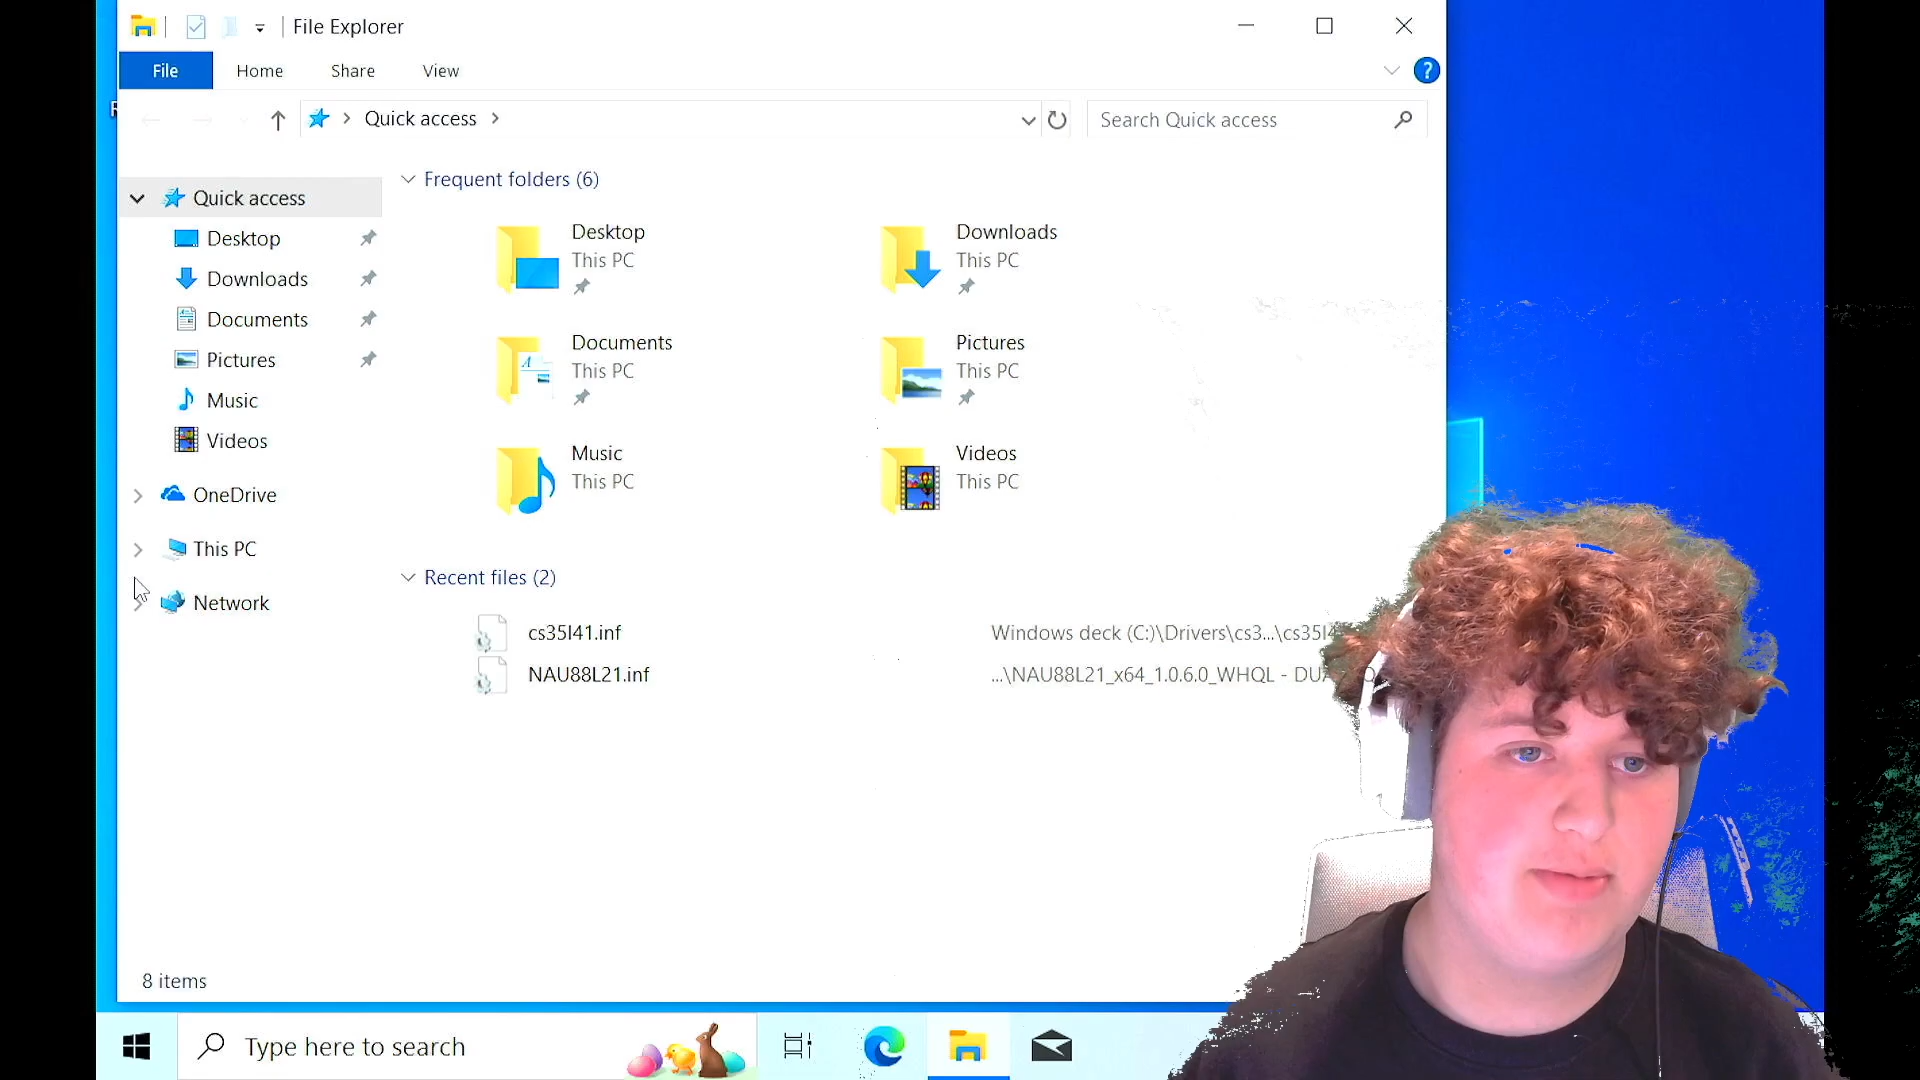 File Explorer
File Home Share View ?
Quick access Search Quick access
Quick access
Desktop
Downloads
Documents
Pictures
Music
Videos
OneDrive
This PC
Network
Frequent folders (6)
Desktop
This PC
Downloads
This PC
Documents
This PC
Pictures
This PC
Music
This PC
Videos
This PC
Recent files (2)
cs35l41.inf Windows deck (C:)\Drivers\cs3...\cs35l4
NAU88L21.inf ...\NAU88L21_x64_1.0.6.0_WHQL - DUA
8 items
Type here to search